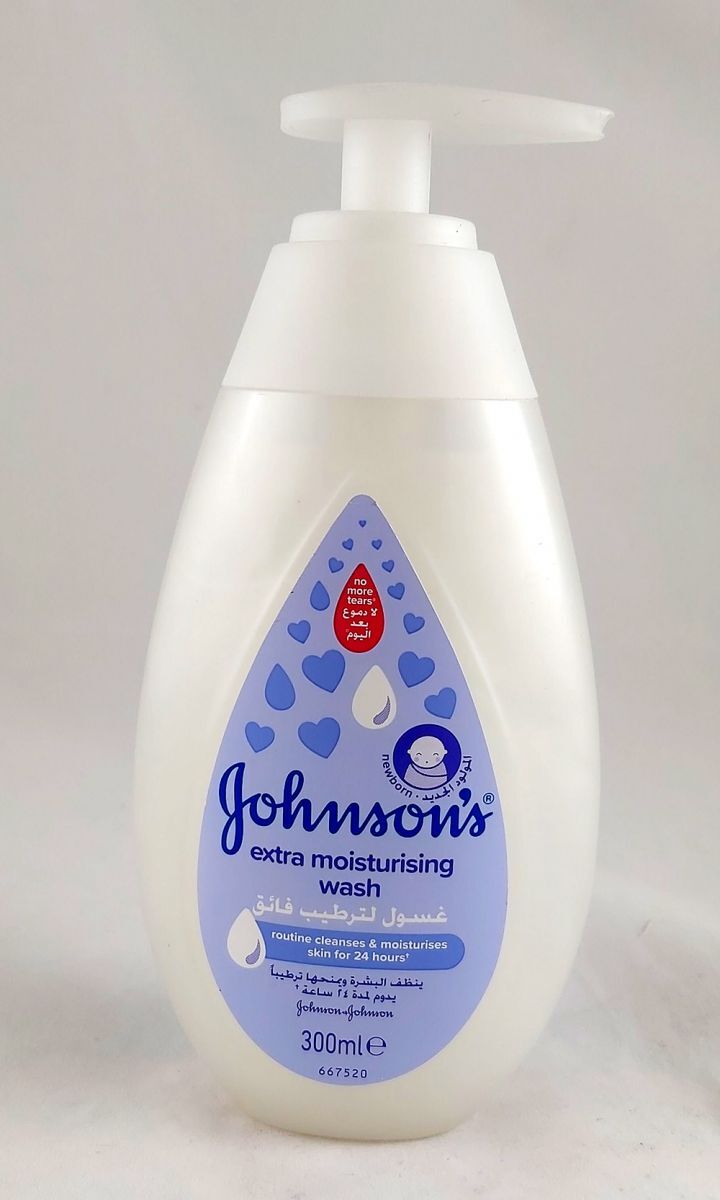 no
more
tears†
لا دموع
بعد
اليوم†
newborn • المولود الجديد
Johnson's®
extra moisturising
wash
غسول لترطيب فائق
routine cleanses & moisturises
skin for 24 hours†
ينظف البشرة ويمنحها ترطيباً
يدوم لمدة ٢٤ ساعة†
Johnson & Johnson
300ml℮
667520